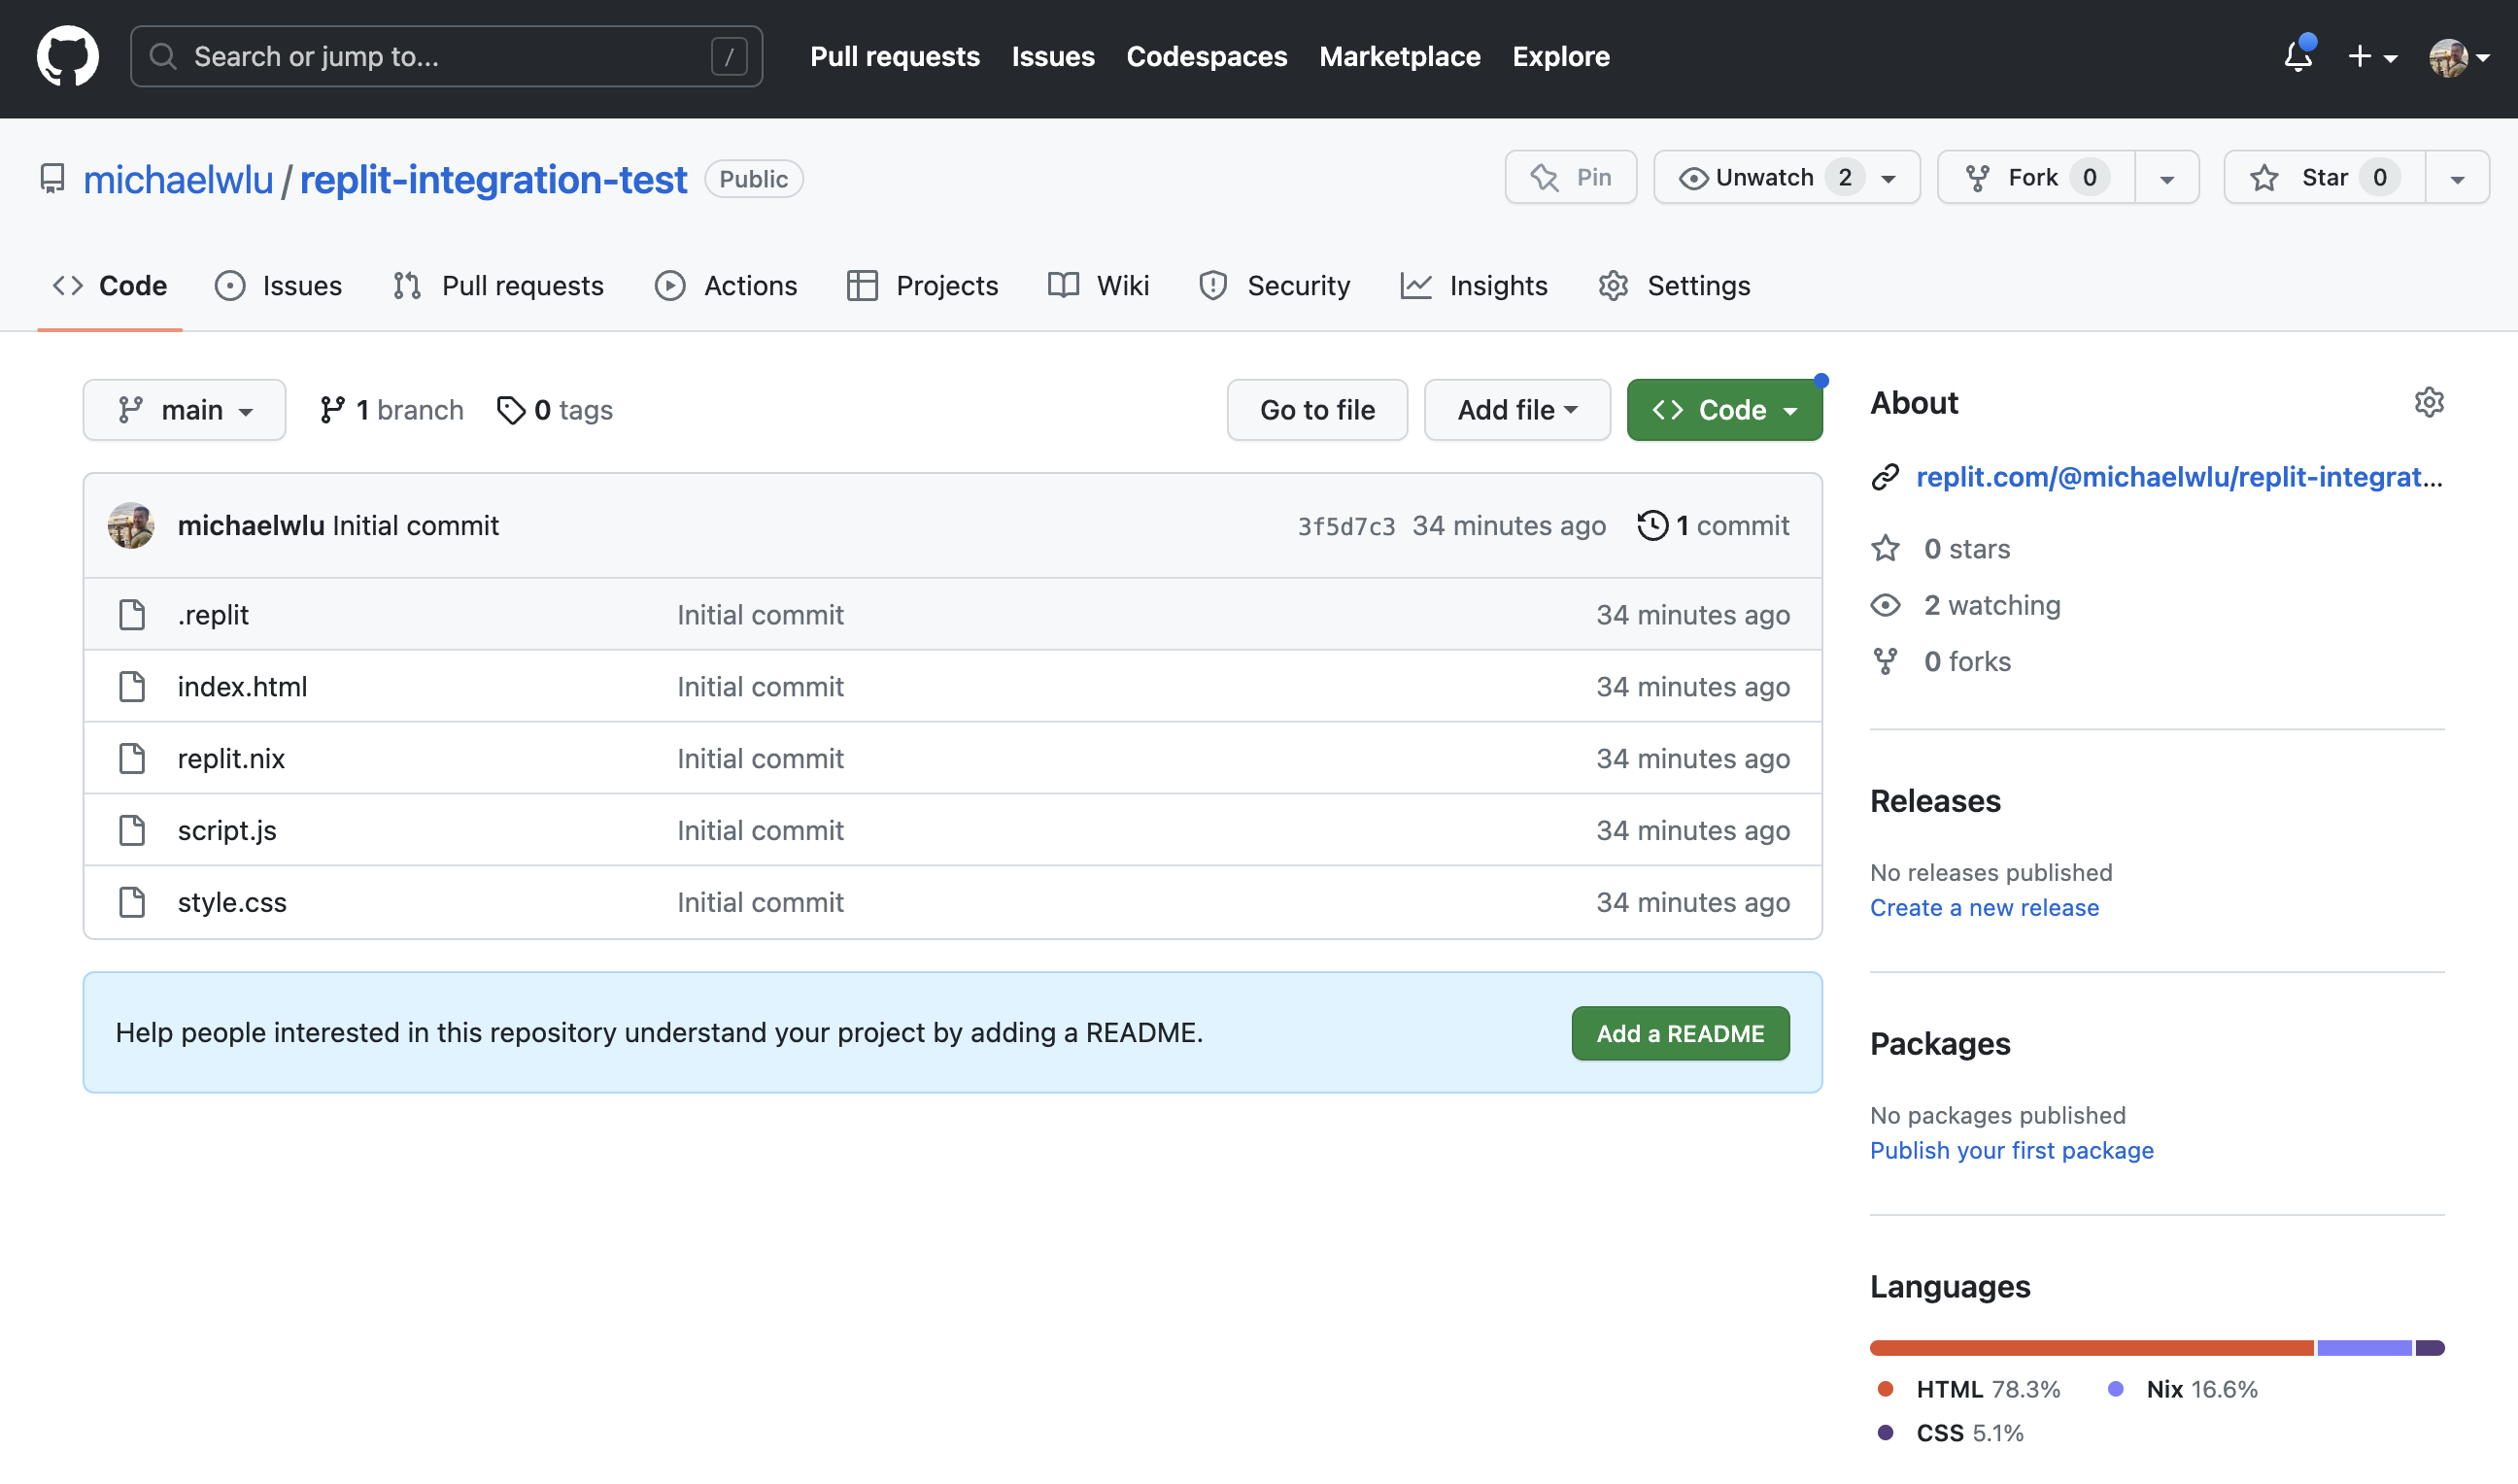 Search or jump to... /
Pull requests Issues Codespaces Marketplace Explore
michaelwlu / replit-integration-test Public
Pin Unwatch 2 Fork 0 Star 0
Code Issues Pull requests Actions Projects Wiki Security Insights Settings
main 1 branch 0 tags Go to file Add file Code
michaelwlu Initial commit 3f5d7c3 34 minutes ago 1 commit
.replit Initial commit 34 minutes ago
index.html Initial commit 34 minutes ago
replit.nix Initial commit 34 minutes ago
script.js Initial commit 34 minutes ago
style.css Initial commit 34 minutes ago
Help people interested in this repository understand your project by adding a README. Add a README
About
replit.com/@michaelwlu/replit-integrat...
0 stars
2 watching
0 forks
Releases
No releases published
Create a new release
Packages
No packages published
Publish your first package
Languages
HTML 78.3% Nix 16.6%
CSS 5.1%